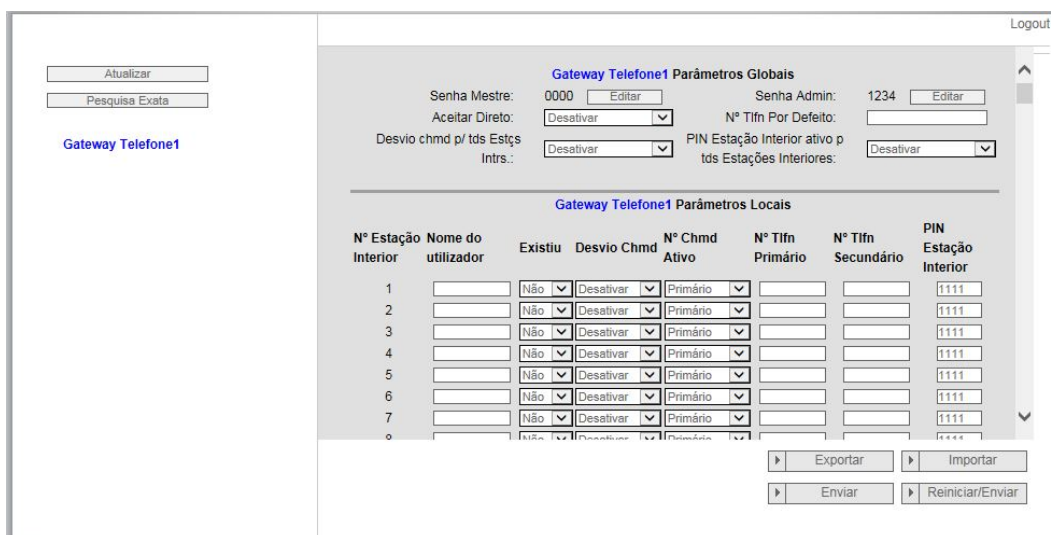 Logout
Atualizar
Pesquisa Exata
Gateway Telefone1
Gateway Telefone1 Parâmetros Globais
Senha Mestre: 0000 Editar Senha Admin: 1234 Editar
Aceitar Direto: Desativar Nº Tlfn Por Defeito:
Desvio chmd p/ tds Estçs Intrs.: Desativar PIN Estação Interior ativo p tds Estações Interiores: Desativar
Gateway Telefone1 Parâmetros Locais
Nº Estação Interior Nome do utilizador Existiu Desvio Chmd Nº Chmd Ativo Nº Tlfn Primário Nº Tlfn Secundário PIN Estação Interior
1 Não Desativar Primário 1111
2 Não Desativar Primário 1111
3 Não Desativar Primário 1111
4 Não Desativar Primário 1111
5 Não Desativar Primário 1111
6 Não Desativar Primário 1111
7 Não Desativar Primário 1111
8 Não Desativar Primário 1111
Exportar Importar
Enviar Reiniciar/Enviar